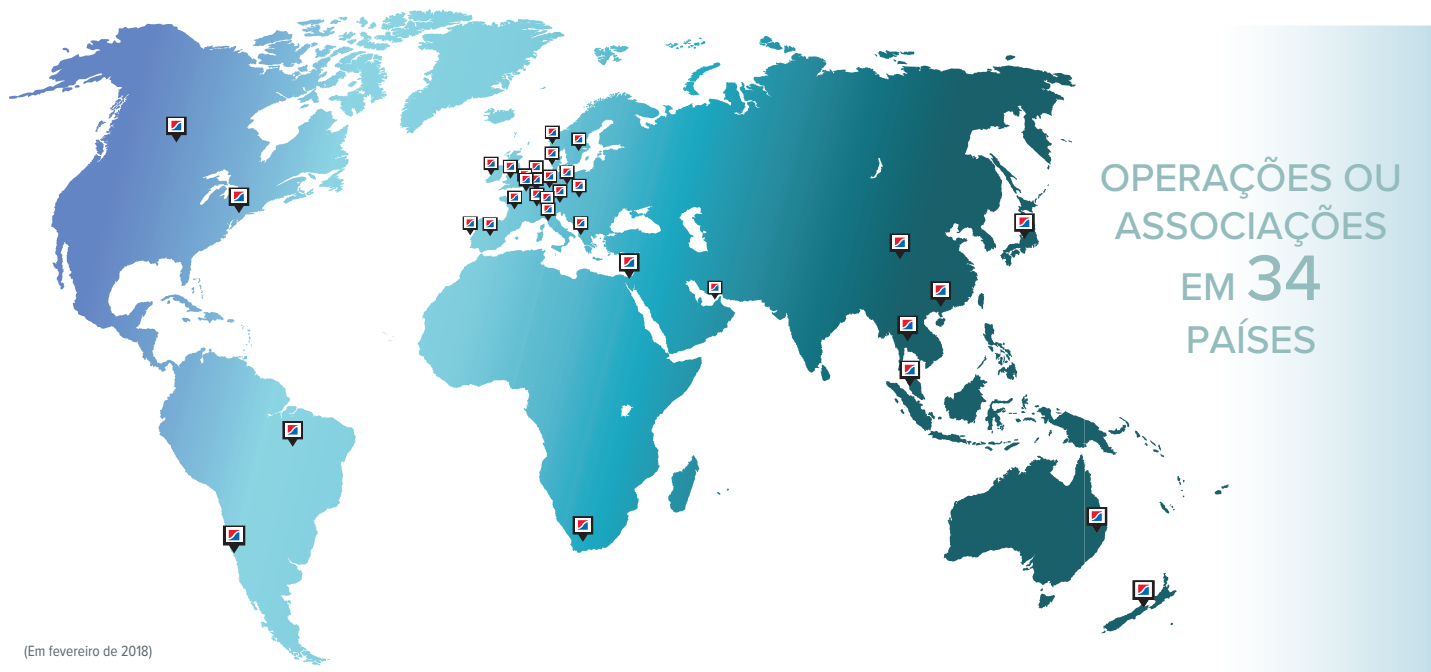 OPERAÇÕES OU
ASSOCIAÇÕES
EM 34
PAÍSES
(Em fevereiro de 2018)